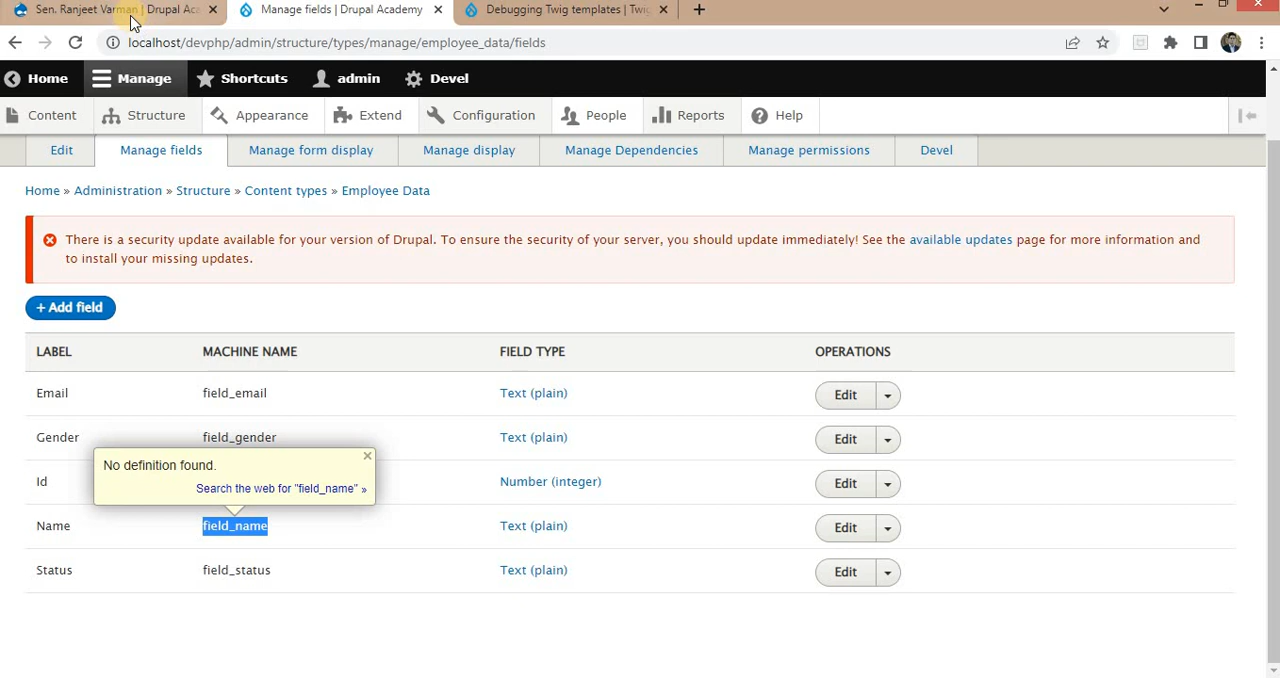 Sen. Ranjeet Varman | Drupal Aca
Manage fields | Drupal Academy
Debugging Twig templates | Twig
localhost/devphp/admin/structure/types/manage/employee_data/fields
Home
Manage
Shortcuts
admin
Devel
Content
Structure
Appearance
Extend
Configuration
People
Reports
Help
Edit
Manage fields
Manage form display
Manage display
Manage Dependencies
Manage permissions
Devel
Home » Administration » Structure » Content types » Employee Data
There is a security update available for your version of Drupal. To ensure the security of your server, you should update immediately! See the available updates page for more information and
to install your missing updates.
+ Add field
LABEL MACHINE NAME FIELD TYPE OPERATIONS
Email field_email Text (plain) Edit
Gender field_gender Text (plain) Edit
No definition found.
Search the web for "field_name" »
Id Number (integer) Edit
Name field_name Text (plain) Edit
Status field_status Text (plain) Edit